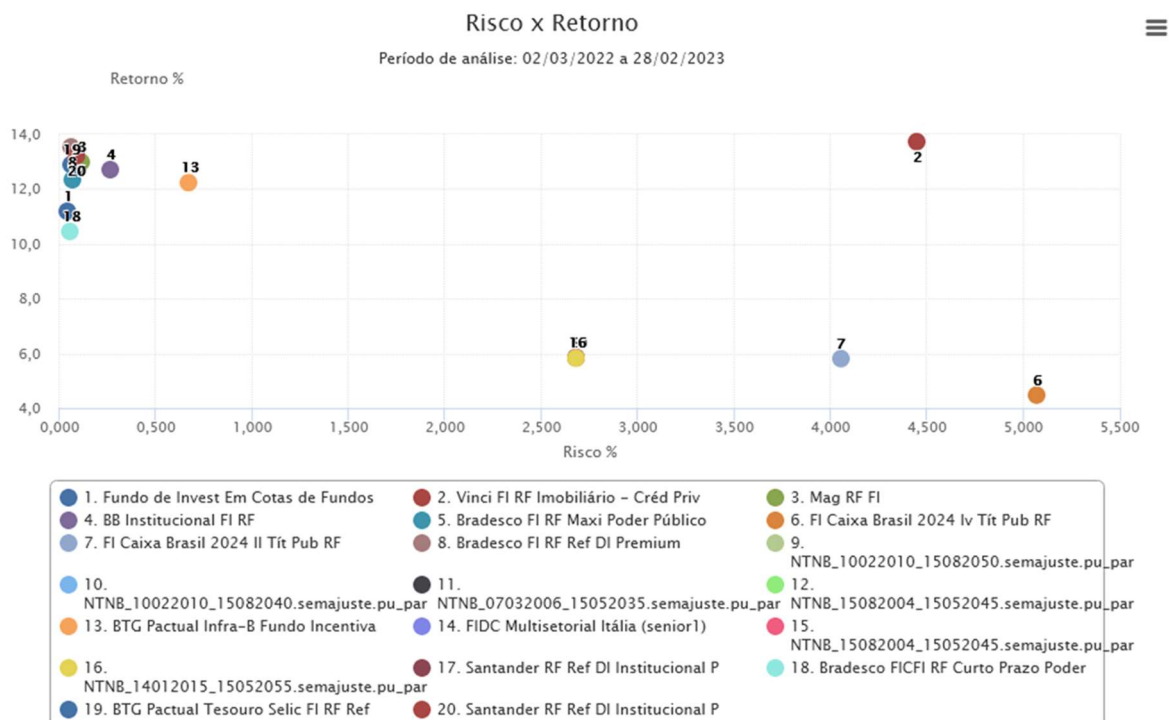 Risco x Retorno
Período de análise: 02/03/2022 a 28/02/2023
Retorno %
14,0
12,0
10,0
8,0
6,0
4,0
19
3
8
20
4
13
2
1
18
16
7
6
0,000 0,500 1,000 1,500 2,000 2,500 3,000 3,500 4,000 4,500 5,000 5,500
Risco %
1. Fundo de Invest Em Cotas de Fundos 2. Vinci FI RF Imobiliário – Créd Priv 3. Mag RF FI
4. BB Institucional FI RF 5. Bradesco FI RF Maxi Poder Público 6. FI Caixa Brasil 2024 Iv Tít Pub RF
7. FI Caixa Brasil 2024 II Tít Pub RF 8. Bradesco FI RF Ref DI Premium 9.
NTNB_10022010_15082050.semajuste.pu_par
10. 11. 12.
NTNB_10022010_15082040.semajuste.pu_par NTNB_07032006_15052035.semajuste.pu_par NTNB_15082004_15052045.semajuste.pu_par
13. BTG Pactual Infra-B Fundo Incentiva 14. FIDC Multisetorial Itália (senior1) 15.
NTNB_15082004_15052045.semajuste.pu_par
16. 17. Santander RF Ref DI Institucional P 18. Bradesco FICFI RF Curto Prazo Poder
NTNB_14012015_15052055.semajuste.pu_par
19. BTG Pactual Tesouro Selic FI RF Ref 20. Santander RF Ref DI Institucional P